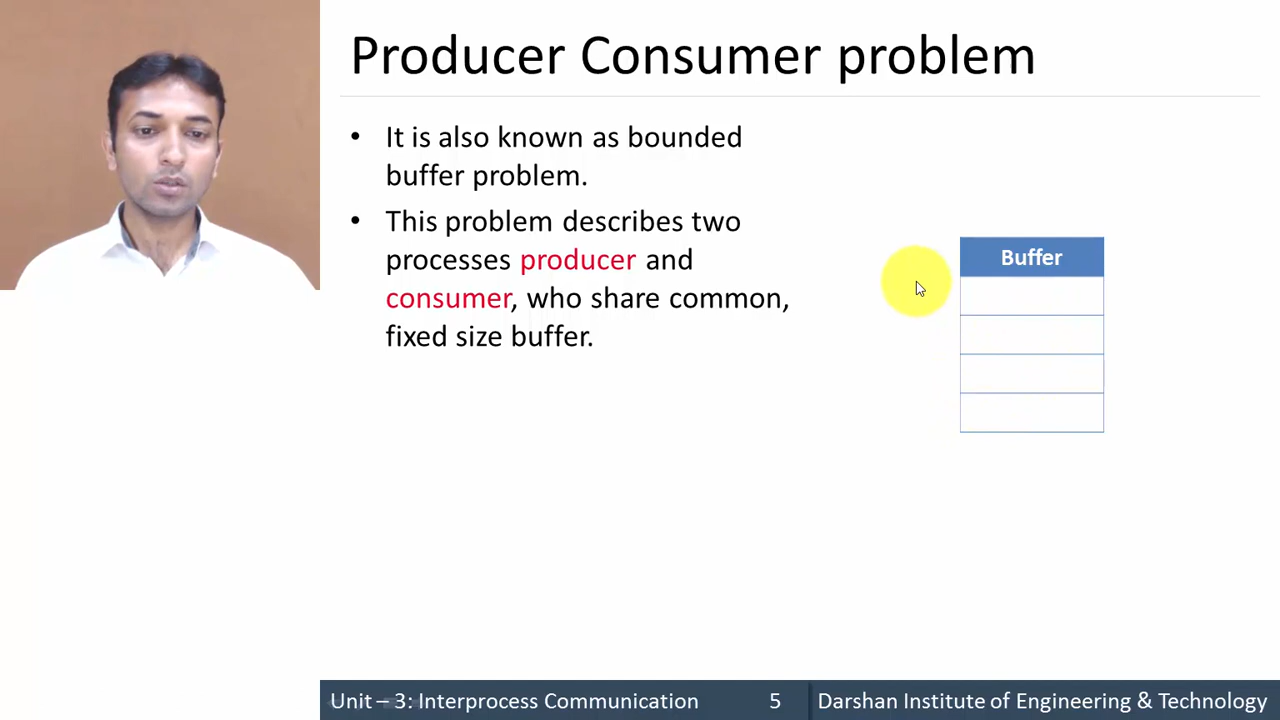 Producer Consumer problem
• It is also known as bounded
buffer problem.
• This problem describes two
processes producer and
consumer, who share common,
fixed size buffer.
Buffer
Unit – 3: Interprocess Communication 5 Darshan Institute of Engineering & Technology